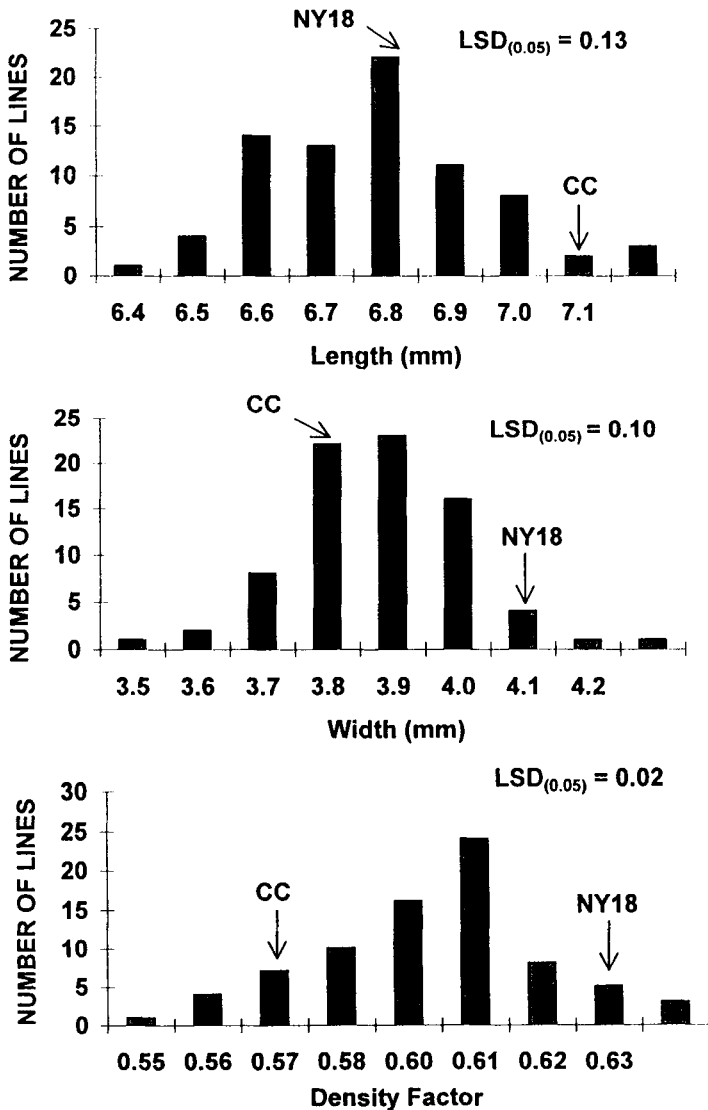 NY18
LSD(0.05) = 0.13
25
20
15
10
5
0
CC
NUMBER OF LINES
6.4 6.5 6.6 6.7 6.8 6.9 7.0 7.1
Length (mm)
CC
LSD(0.05) = 0.10
25
20
15
10
5
0
NY18
NUMBER OF LINES
3.5 3.6 3.7 3.8 3.9 4.0 4.1 4.2
Width (mm)
LSD(0.05) = 0.02
30
25
20
15
10
5
0
CC
NY18
NUMBER OF LINES
0.55 0.56 0.57 0.58 0.60 0.61 0.62 0.63
Density Factor